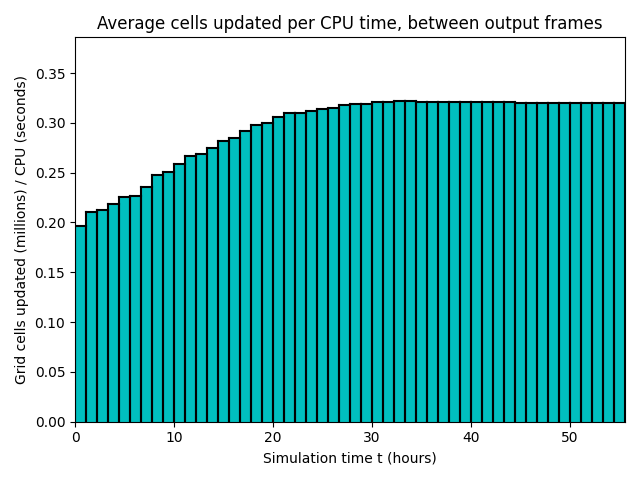 Average cells updated per CPU time, between output frames
Grid cells updated (millions) / CPU (seconds)
0.35
0.30
0.25
0.20
0.15
0.10
0.05
0.00
0 10 20 30 40 50
Simulation time t (hours)